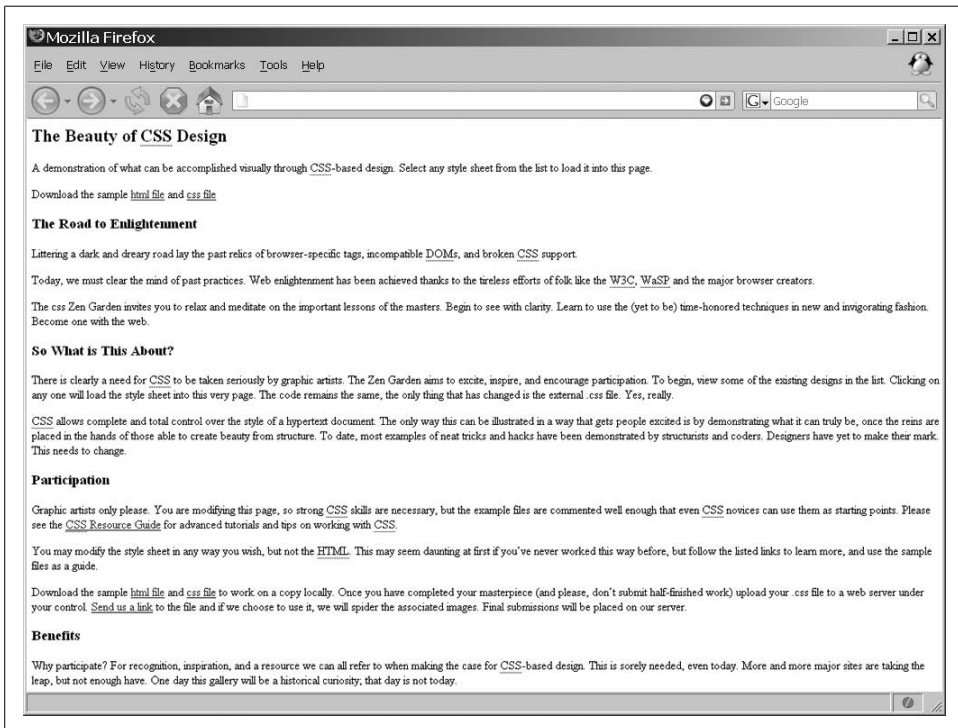 Mozilla Firefox
File Edit View History Bookmarks Tools Help
G Google
The Beauty of CSS Design
A demonstration of what can be accomplished visually through CSS-based design. Select any style sheet from the list to load it into this page.
Download the sample html file and css file
The Road to Enlightenment
Littering a dark and dreary road lay the past relics of browser-specific tags, incompatible DOMs, and broken CSS support.
Today, we must clear the mind of past practices. Web enlightenment has been achieved thanks to the tireless efforts of folk like the W3C, WaSP and the major browser creators.
The css Zen Garden invites you to relax and meditate on the important lessons of the masters. Begin to see with clarity. Learn to use the (yet to be) time-honored techniques in new and invigorating fashion.
Become one with the web.
So What is This About?
There is clearly a need for CSS to be taken seriously by graphic artists. The Zen Garden aims to excite, inspire, and encourage participation. To begin, view some of the existing designs in the list. Clicking on
any one will load the style sheet into this very page. The code remains the same, the only thing that has changed is the external .css file. Yes, really.
CSS allows complete and total control over the style of a hypertext document. The only way this can be illustrated in a way that gets people excited is by demonstrating what it can truly be, once the reins are
placed in the hands of those able to create beauty from structure. To date, most examples of neat tricks and hacks have been demonstrated by structurists and coders. Designers have yet to make their mark.
This needs to change.
Participation
Graphic artists only please. You are modifying this page, so strong CSS skills are necessary, but the example files are commented well enough that even CSS novices can use them as starting points. Please
see the CSS Resource Guide for advanced tutorials and tips on working with CSS.
You may modify the style sheet in any way you wish, but not the HTML. This may seem daunting at first if you've never worked this way before, but follow the listed links to learn more, and use the sample
files as a guide.
Download the sample html file and css file to work on a copy locally. Once you have completed your masterpiece (and please, don't submit half-finished work) upload your .css file to a web server under
your control. Send us a link to the file and if we choose to use it, we will spider the associated images. Final submissions will be placed on our server.
Benefits
Why participate? For recognition, inspiration, and a resource we can all refer to when making the case for CSS-based design. This is sorely needed, even today. More and more major sites are taking the
leap, but not enough have. One day this gallery will be a historical curiosity; that day is not today.